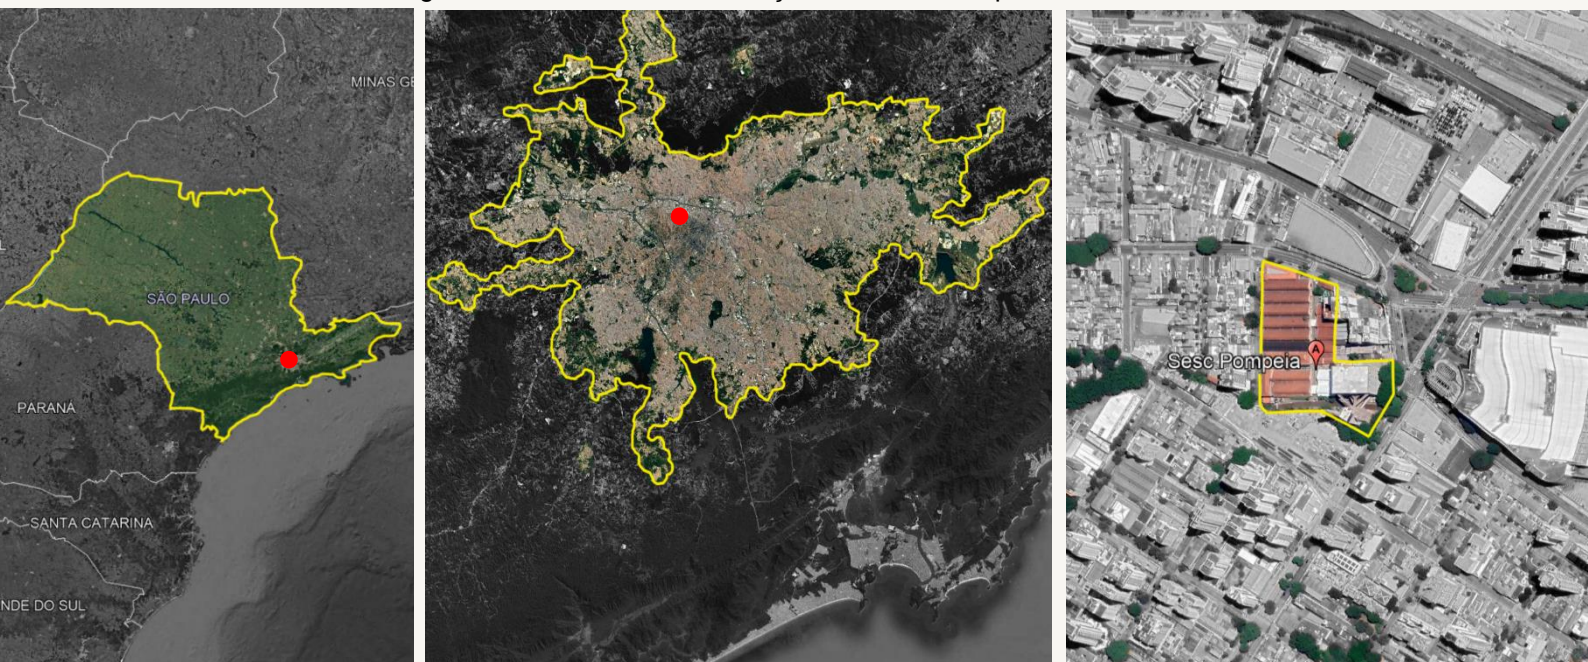 MINAS GE
SÃO PAULO
PARANÁ
SANTA CATARINA
NDE DO SUL
A
Sesc Pompeia